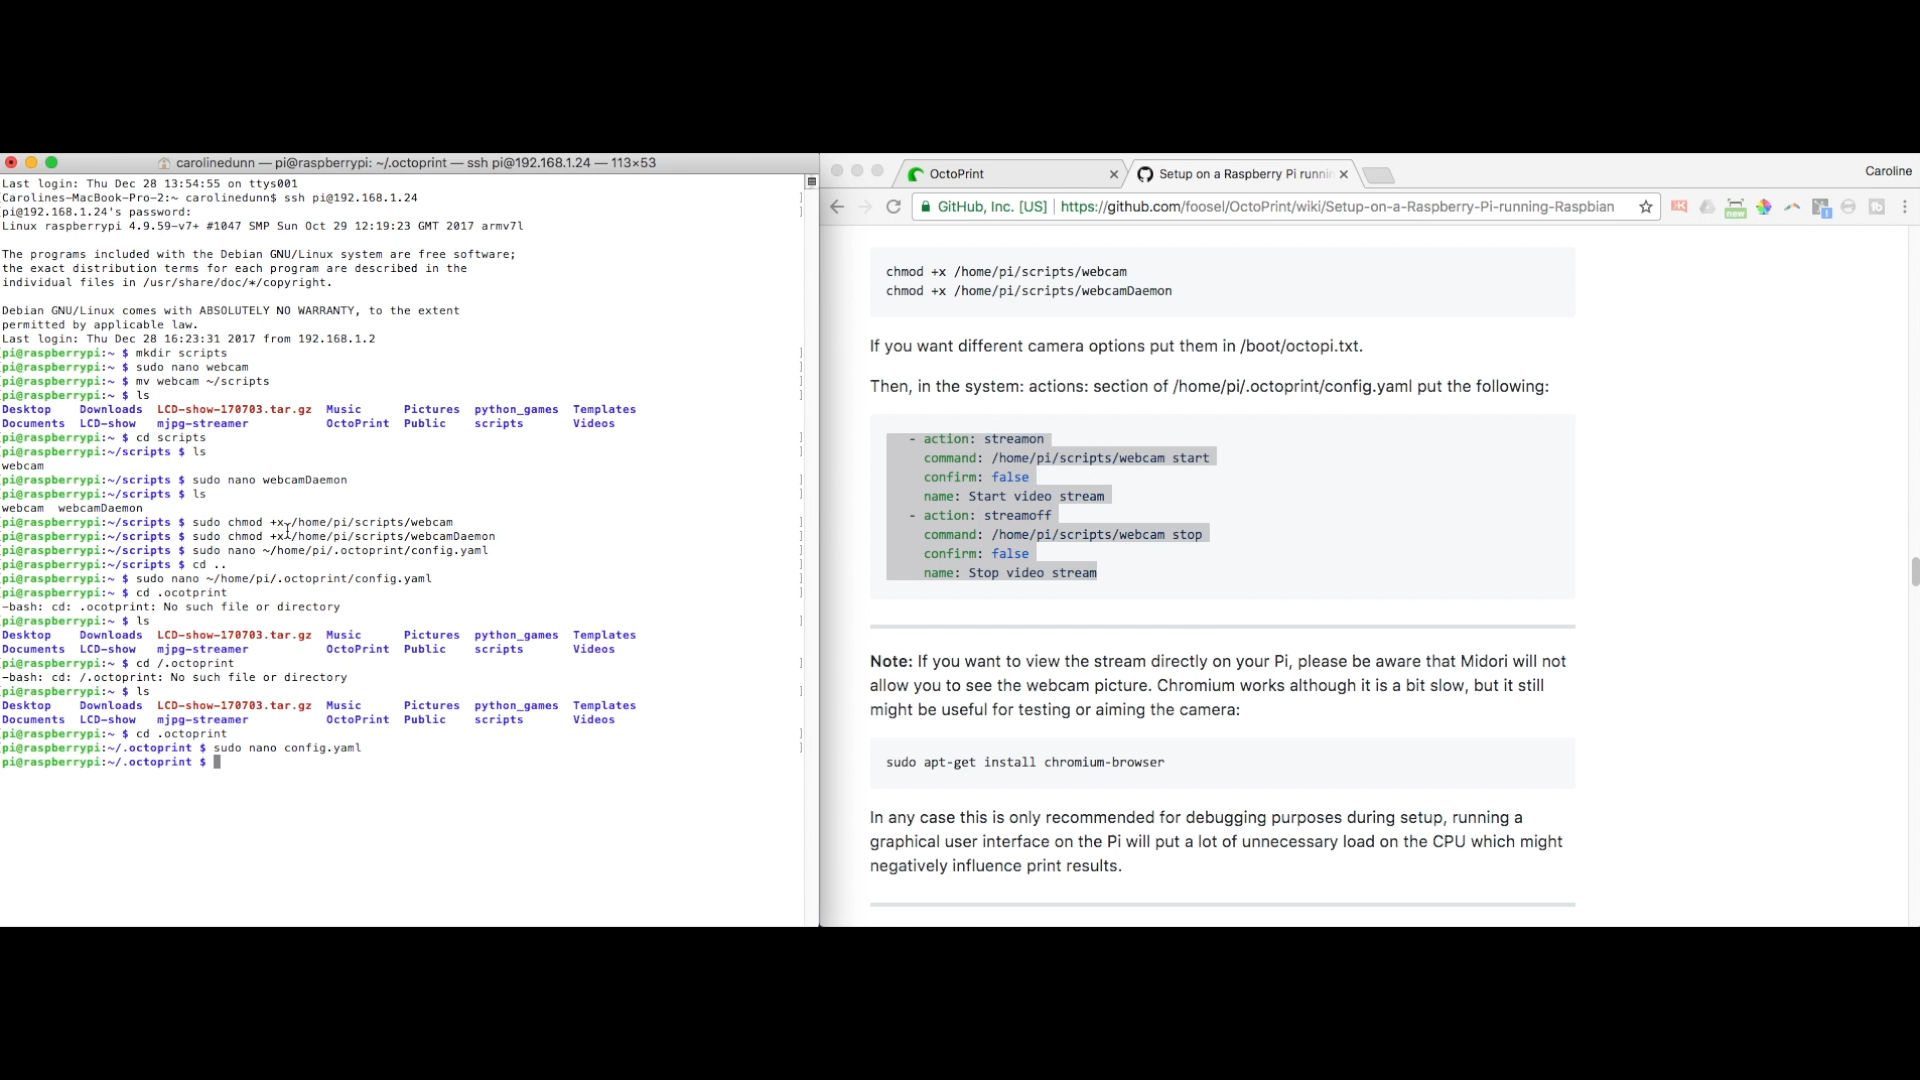 carolinedunn — pi@raspberrypi: ~/.octoprint — ssh pi@192.168.1.24 — 113×53
Last login: Thu Dec 28 13:54:55 on ttys001
[Carolines-MacBook-Pro-2:~ carolinedunn$ ssh pi@192.168.1.24 ]
[pi@192.168.1.24's password: ]
Linux raspberrypi 4.9.59-v7+ #1047 SMP Sun Oct 29 12:19:23 GMT 2017 armv7l
The programs included with the Debian GNU/Linux system are free software;
the exact distribution terms for each program are described in the
individual files in /usr/share/doc/*/copyright.
Debian GNU/Linux comes with ABSOLUTELY NO WARRANTY, to the extent
permitted by applicable law.
Last login: Thu Dec 28 16:23:31 2017 from 192.168.1.2
[pi@raspberrypi:~ $ mkdir scripts ]
[pi@raspberrypi:~ $ sudo nano webcam ]
[pi@raspberrypi:~ $ mv webcam ~/scripts ]
[pi@raspberrypi:~ $ ls ]
Desktop Downloads LCD-show-170703.tar.gz Music Pictures python_games Templates
Documents LCD-show mjpg-streamer OctoPrint Public scripts Videos
[pi@raspberrypi:~ $ cd scripts ]
[pi@raspberrypi:~/scripts $ ls ]
webcam
[pi@raspberrypi:~/scripts $ sudo nano webcamDaemon ]
[pi@raspberrypi:~/scripts $ ls ]
webcam webcamDaemon
[pi@raspberrypi:~/scripts $ sudo chmod +x /home/pi/scripts/webcam ]
[pi@raspberrypi:~/scripts $ sudo chmod +x /home/pi/scripts/webcamDaemon ]
[pi@raspberrypi:~/scripts $ sudo nano ~/home/pi/.octoprint/config.yaml ]
[pi@raspberrypi:~/scripts $ cd .. ]
[pi@raspberrypi:~ $ sudo nano ~/home/pi/.octoprint/config.yaml ]
[pi@raspberrypi:~ $ cd .ocotprint ]
-bash: cd: .ocotprint: No such file or directory
[pi@raspberrypi:~ $ ls ]
Desktop Downloads LCD-show-170703.tar.gz Music Pictures python_games Templates
Documents LCD-show mjpg-streamer OctoPrint Public scripts Videos
[pi@raspberrypi:~ $ cd /.octoprint ]
-bash: cd: /.octoprint: No such file or directory
[pi@raspberrypi:~ $ ls ]
Desktop Downloads LCD-show-170703.tar.gz Music Pictures python_games Templates
Documents LCD-show mjpg-streamer OctoPrint Public scripts Videos
[pi@raspberrypi:~ $ cd .octoprint ]
[pi@raspberrypi:~/.octoprint $ sudo nano config.yaml ]
pi@raspberrypi:~/.octoprint $
OctoPrint
Setup on a Raspberry Pi runnin
Caroline
GitHub, Inc. [US] | https://github.com/foosel/OctoPrint/wiki/Setup-on-a-Raspberry-Pi-running-Raspbian
new
chmod +x /home/pi/scripts/webcam
chmod +x /home/pi/scripts/webcamDaemon
If you want different camera options put them in /boot/octopi.txt.
Then, in the system: actions: section of /home/pi/.octoprint/config.yaml put the following:
- action: streamon
command: /home/pi/scripts/webcam start
confirm: false
name: Start video stream
- action: streamoff
command: /home/pi/scripts/webcam stop
confirm: false
name: Stop video stream
Note: If you want to view the stream directly on your Pi, please be aware that Midori will not
allow you to see the webcam picture. Chromium works although it is a bit slow, but it still
might be useful for testing or aiming the camera:
sudo apt-get install chromium-browser
In any case this is only recommended for debugging purposes during setup, running a
graphical user interface on the Pi will put a lot of unnecessary load on the CPU which might
negatively influence print results.